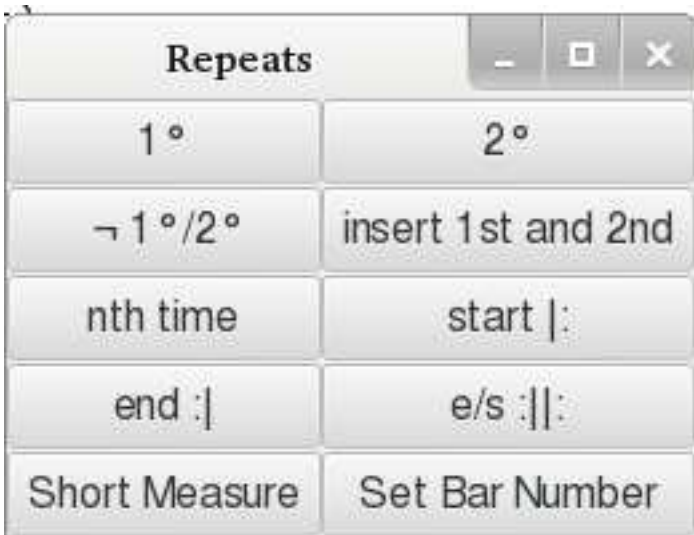 Repeats
1° 2°
¬ 1°/2° insert 1st and 2nd
nth time start |:
end :| e/s :||:
Short Measure Set Bar Number